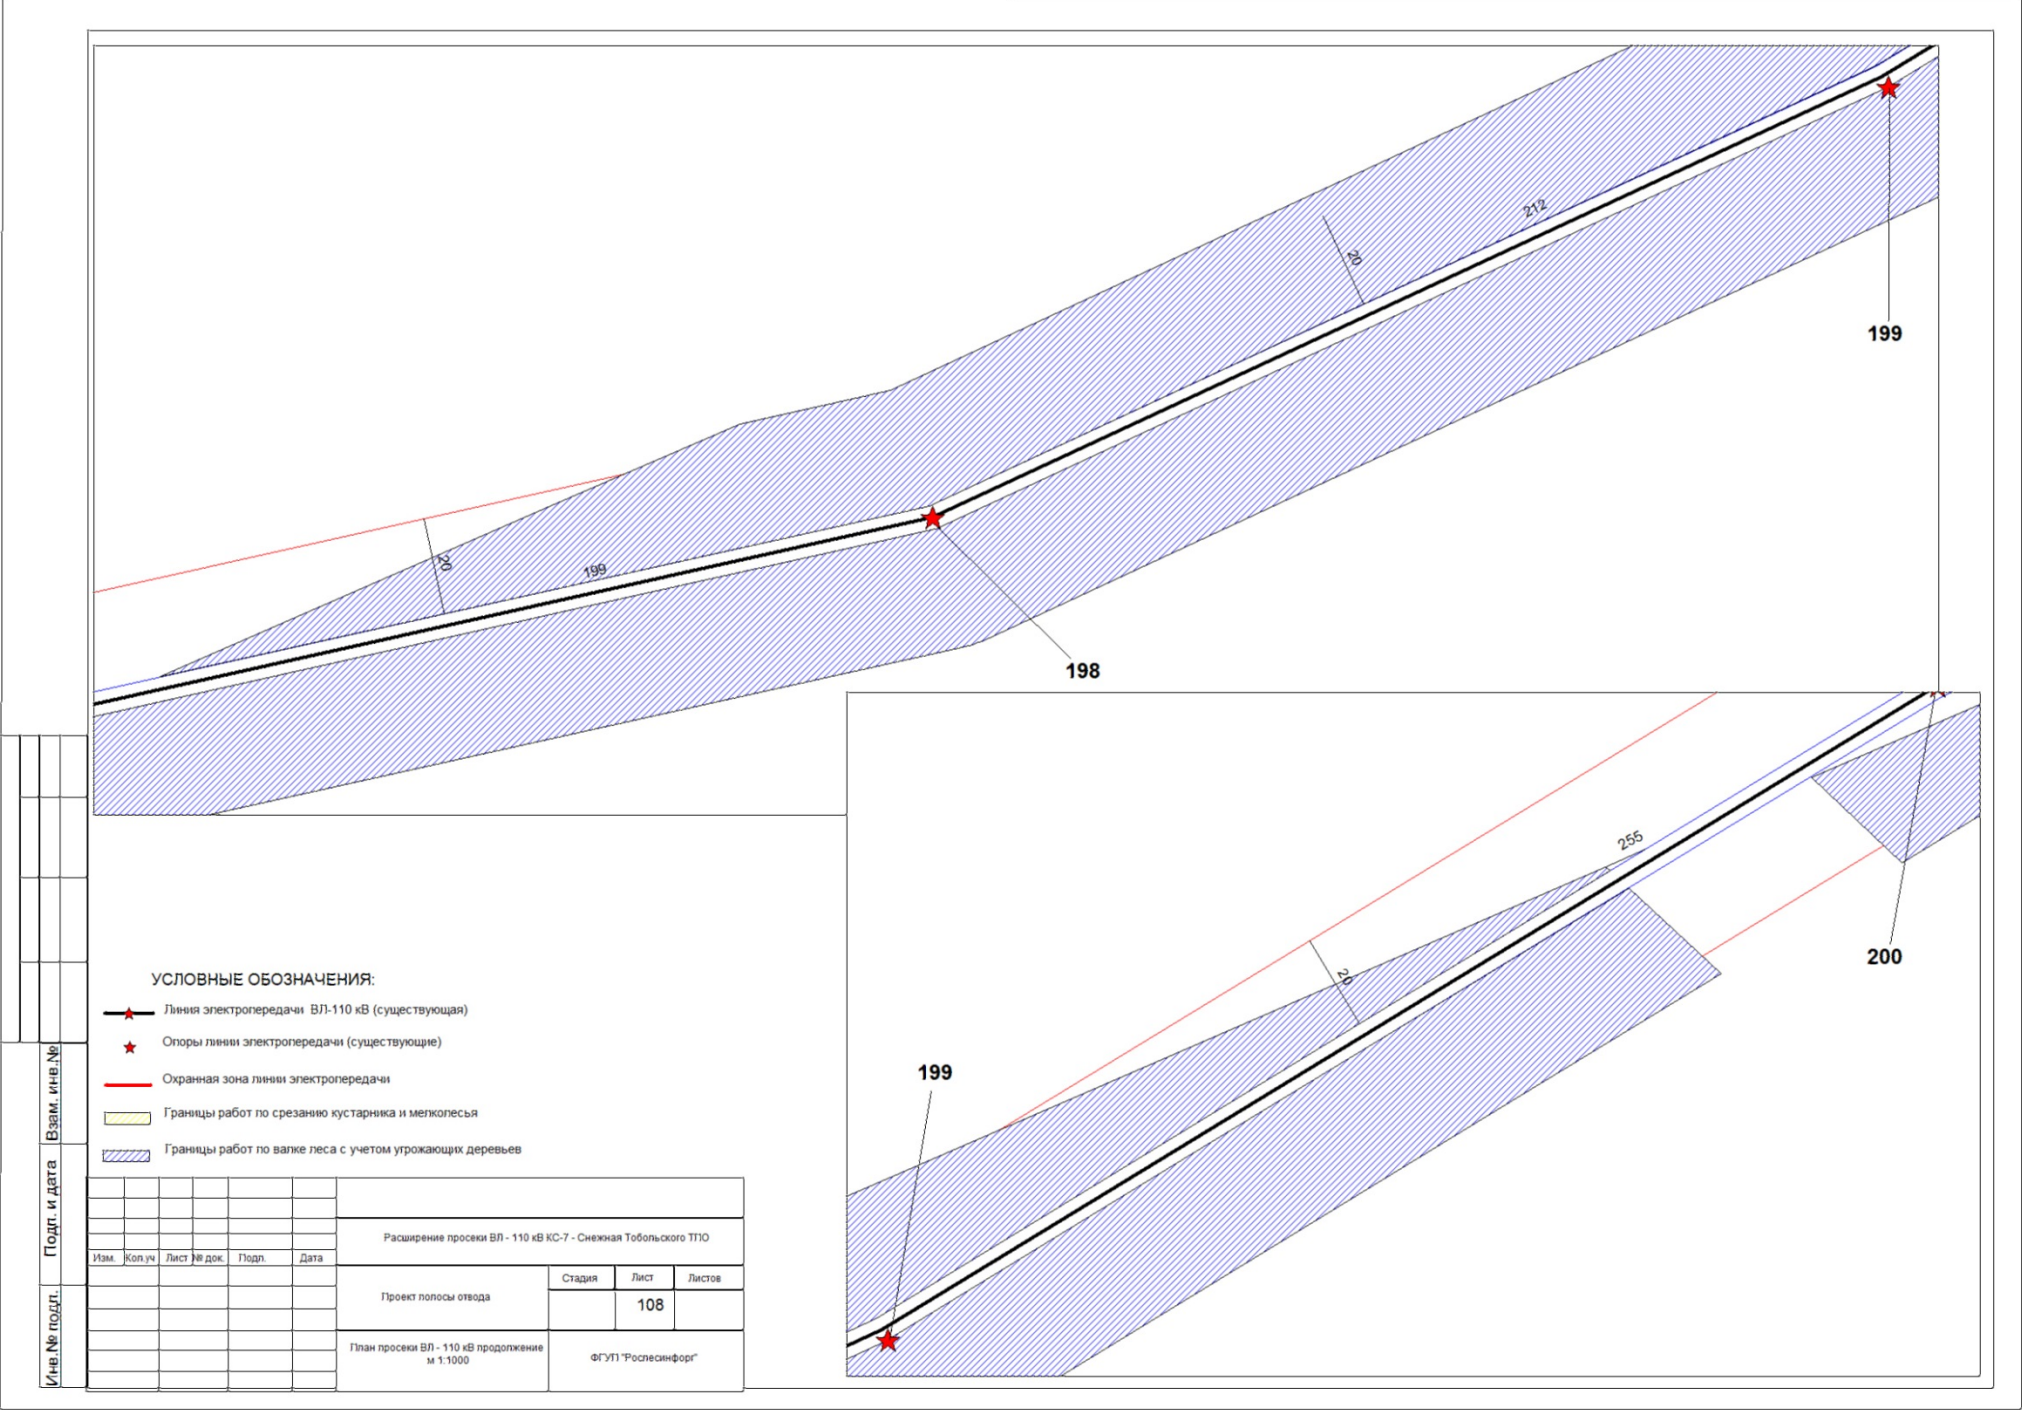 212
20
199
199
20
198
255
20
200
199
УСЛОВНЫЕ ОБОЗНАЧЕНИЯ:
Линия электропередачи ВЛ-110 кВ (существующая)
Опоры линии электропередачи (существующие)
Охранная зона линии электропередачи
Границы работ по срезанию кустарника и мелколесья
Границы работ по валке леса с учетом угрожающих деревьев
Взам. инв.№
Подп. и дата
Инв.№ подл.
Расширение просеки ВЛ - 110 кВ КС-7 - Снежная Тобольского ТПО
Изм. Кол.уч Лист № док. Подп. Дата
Стадия Лист Листов
Проект полосы отвода
108
План просеки ВЛ - 110 кВ продолжение
м 1:1000
ФГУП "Рослесинфорг"